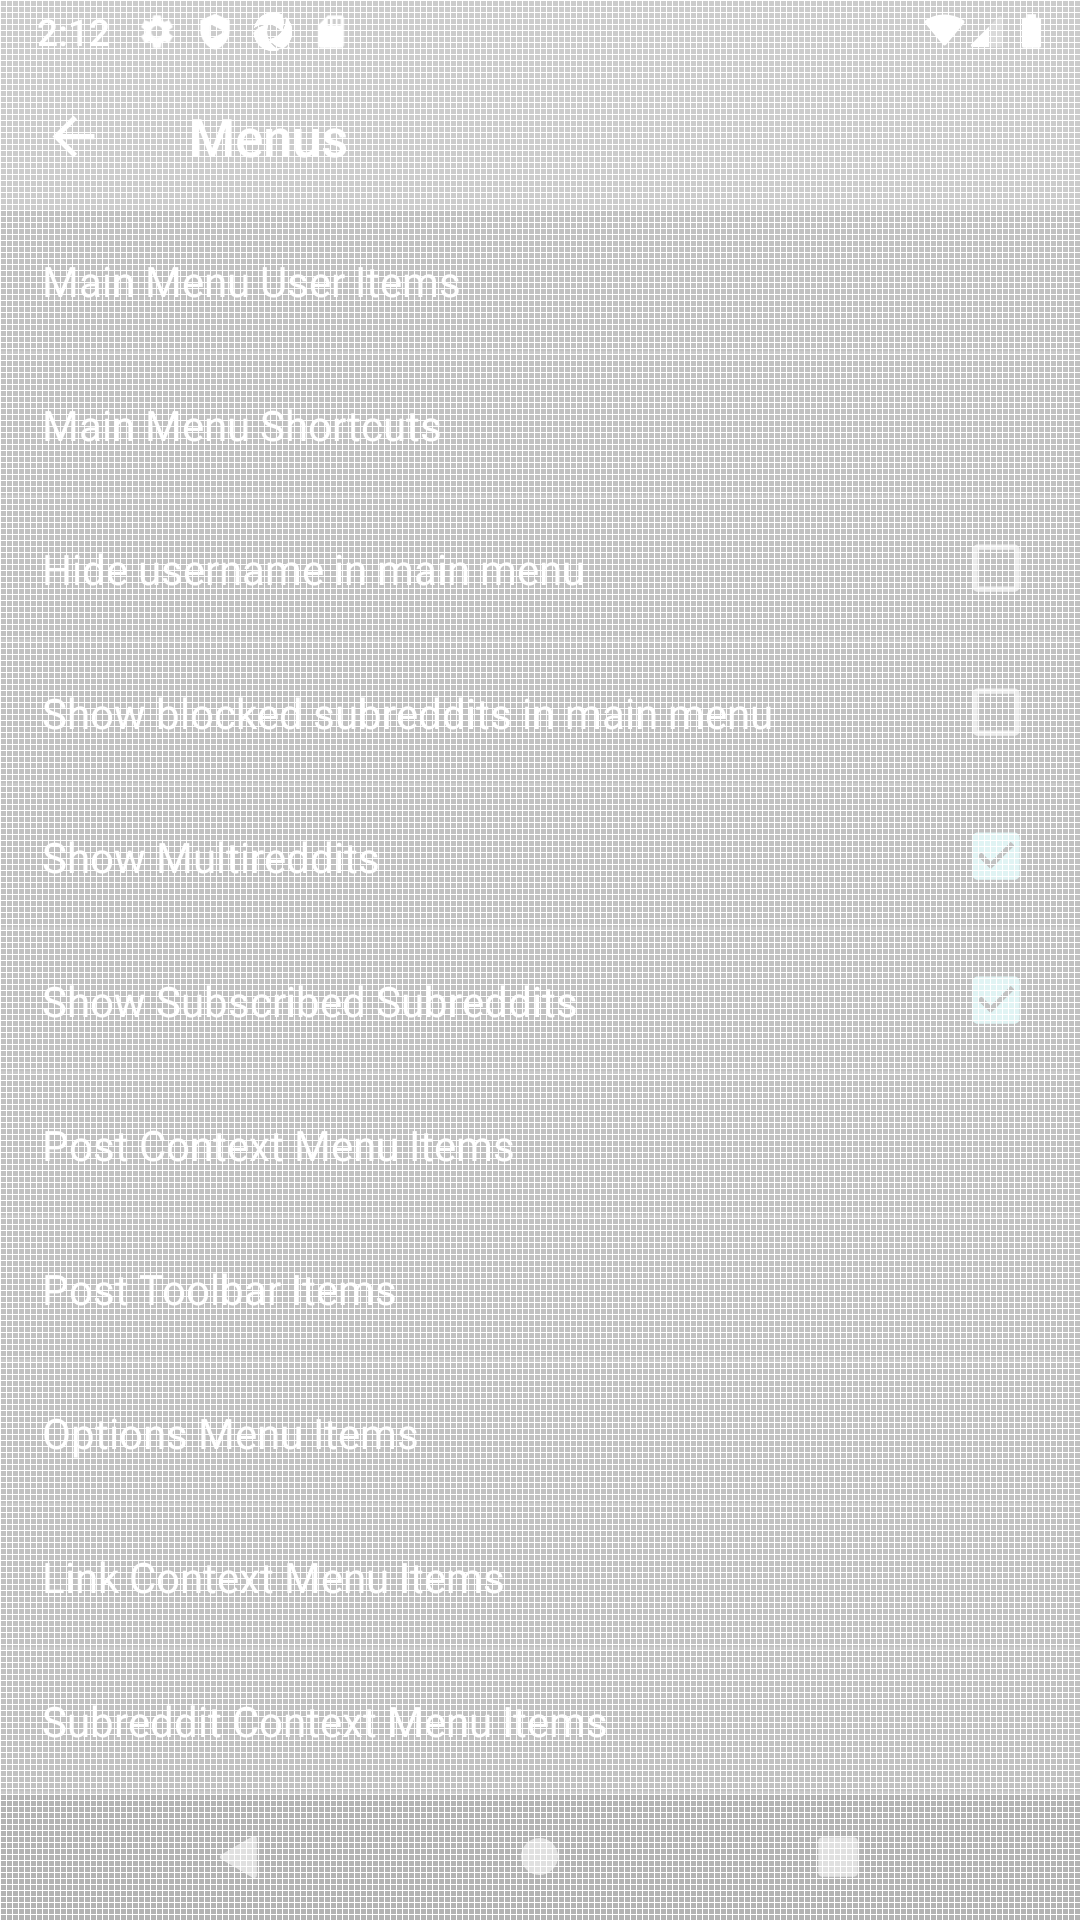 2:12
Menus
Main Menu User Items
Main Menu Shortcuts
Hide username in main menu
Show blocked subreddits in main menu
Show Multireddits
Show Subscribed Subreddits
Post Context Menu Items
Post Toolbar Items
Options Menu Items
Link Context Menu Items
Subreddit Context Menu Items